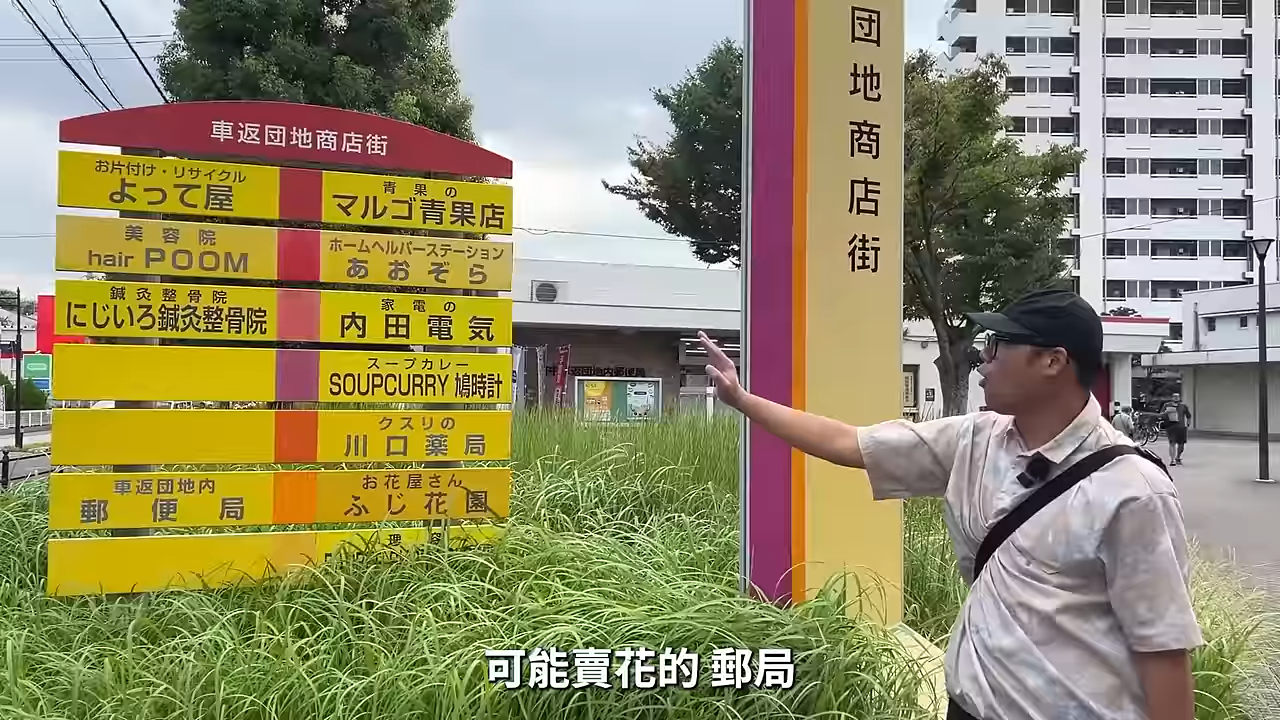 車返団地商店街
お片付け・リサイクル
よって屋
青果の
マルゴ青果店
美容院
hair POOM
ホームヘルパーステーション
あおぞら
鍼灸整骨院
にじいろ鍼灸整骨院
家電の
内田電気
スープカレー
SOUPCURRY 鳩時計
クスリの
川口薬局
車返団地内
郵便局
お花屋さん
ふじ花園
理容
団地商店街
可能賣花的 郵局